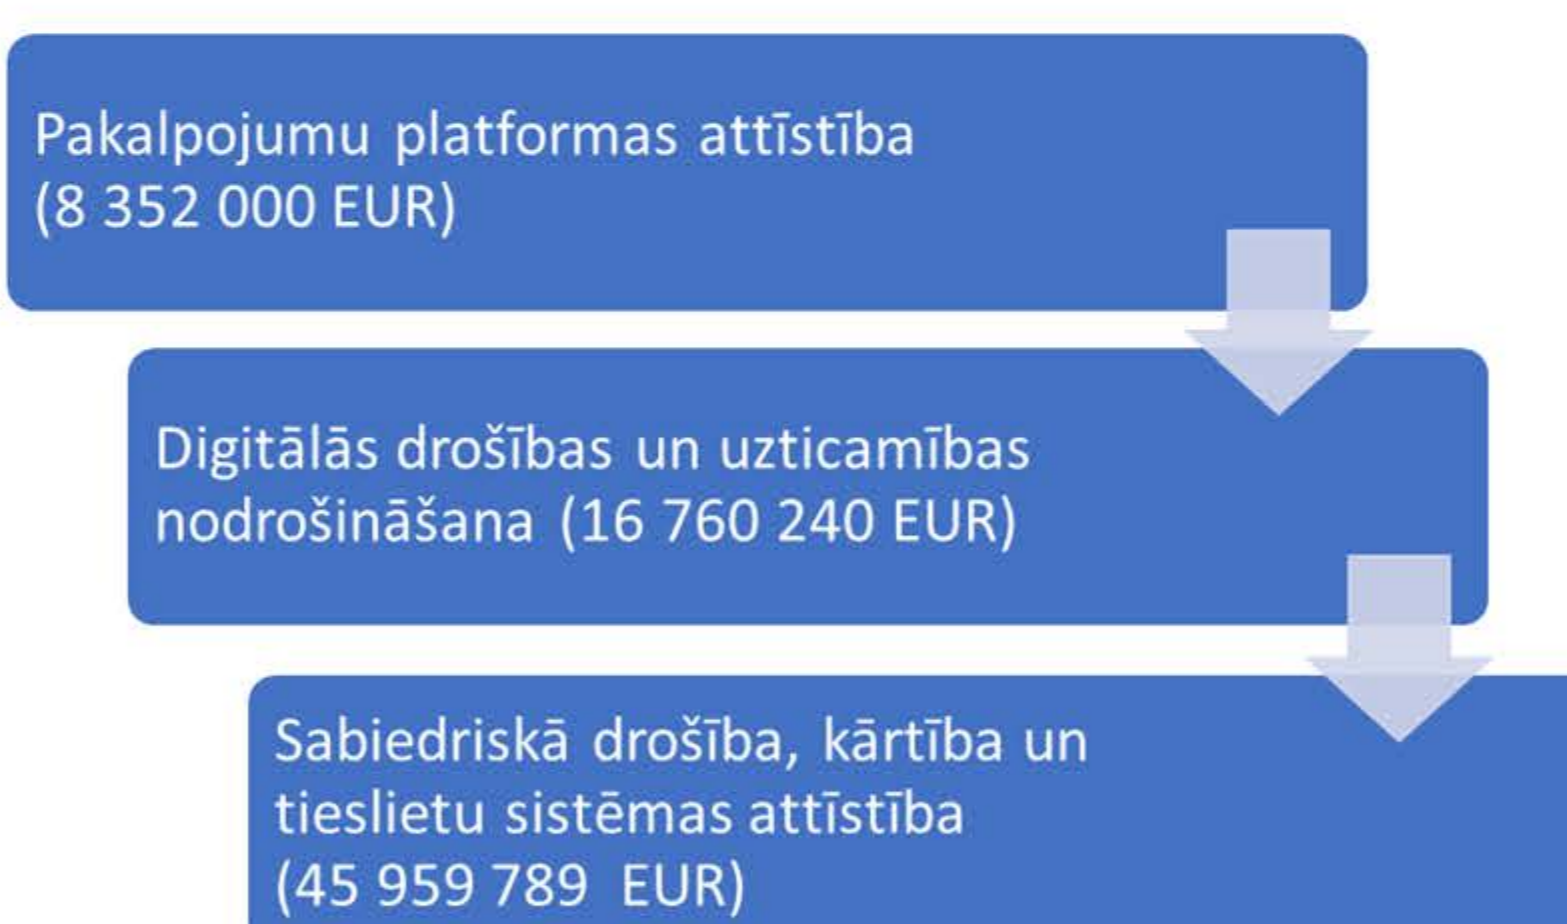 Pakalpojumu platformas attīstība
(8 352 000 EUR)
Digitālās drošības un uzticamības
nodrošināšana (16 760 240 EUR)
Sabiedriskā drošība, kārtība un
tieslietu sistēmas attīstība
(45 959 789 EUR)